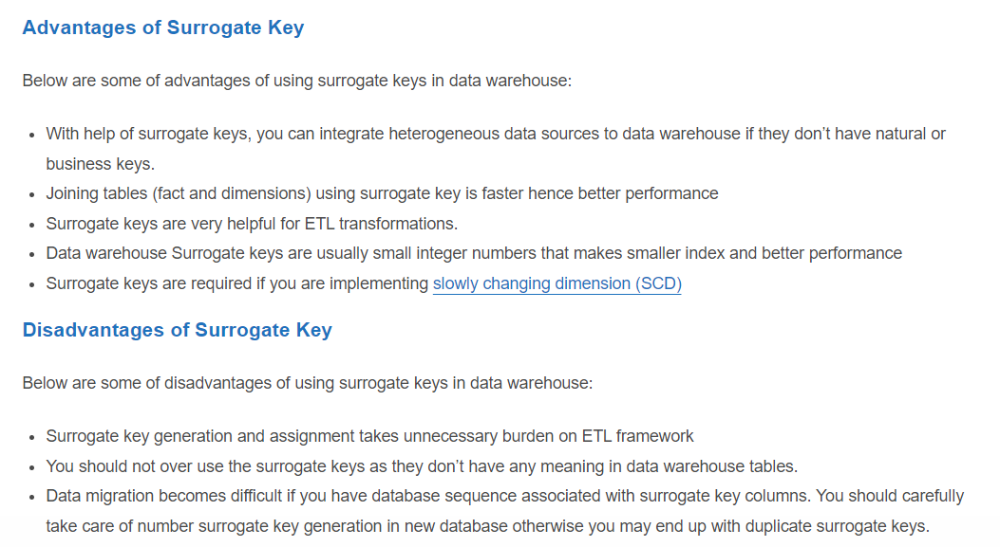 Advantages of Surrogate Key
Below are some of advantages of using surrogate keys in data warehouse:
• With help of surrogate keys, you can integrate heterogeneous data sources to data warehouse if they don’t have natural or
business keys.
• Joining tables (fact and dimensions) using surrogate key is faster hence better performance
• Surrogate keys are very helpful for ETL transformations.
• Data warehouse Surrogate keys are usually small integer numbers that makes smaller index and better performance
• Surrogate keys are required if you are implementing slowly changing dimension (SCD)
Disadvantages of Surrogate Key
Below are some of disadvantages of using surrogate keys in data warehouse:
• Surrogate key generation and assignment takes unnecessary burden on ETL framework
• You should not over use the surrogate keys as they don’t have any meaning in data warehouse tables.
• Data migration becomes difficult if you have database sequence associated with surrogate key columns. You should carefully
take care of number surrogate key generation in new database otherwise you may end up with duplicate surrogate keys.